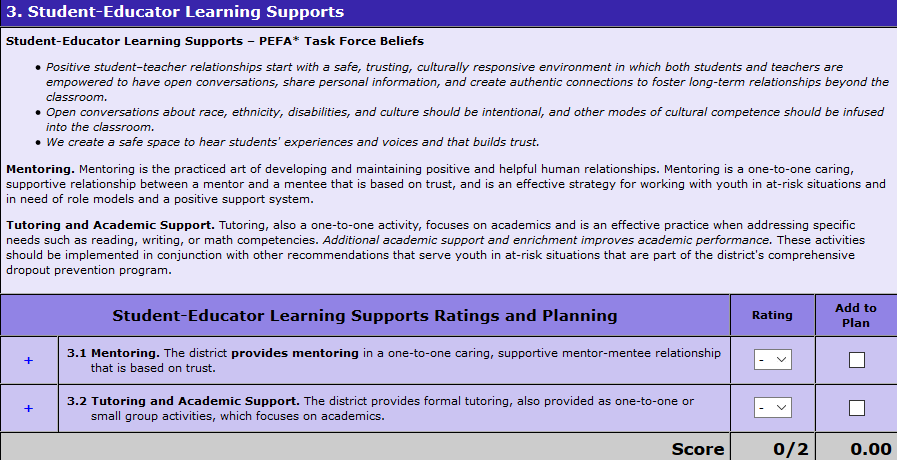 3. Student-Educator Learning Supports
Student-Educator Learning Supports – PEFA* Task Force Beliefs
• Positive student–teacher relationships start with a safe, trusting, culturally responsive environment in which both students and teachers are
empowered to have open conversations, share personal information, and create authentic connections to foster long-term relationships beyond the
classroom.
• Open conversations about race, ethnicity, disabilities, and culture should be intentional, and other modes of cultural competence should be infused
into the classroom.
• We create a safe space to hear students' experiences and voices and that builds trust.
Mentoring. Mentoring is the practiced art of developing and maintaining positive and helpful human relationships. Mentoring is a one-to-one caring,
supportive relationship between a mentor and a mentee that is based on trust, and is an effective strategy for working with youth in at-risk situations and
in need of role models and a positive support system.
Tutoring and Academic Support. Tutoring, also a one-to-one activity, focuses on academics and is an effective practice when addressing specific
needs such as reading, writing, or math competencies. Additional academic support and enrichment improves academic performance. These activities
should be implemented in conjunction with other recommendations that serve youth in at-risk situations that are part of the district's comprehensive
dropout prevention program.
Student-Educator Learning Supports Ratings and Planning
Rating
Add to
Plan
+
3.1 Mentoring. The district provides mentoring in a one-to-one caring, supportive mentor-mentee relationship
that is based on trust.
-
+
3.2 Tutoring and Academic Support. The district provides formal tutoring, also provided as one-to-one or
small group activities, which focuses on academics.
-
Score 0/2 0.00